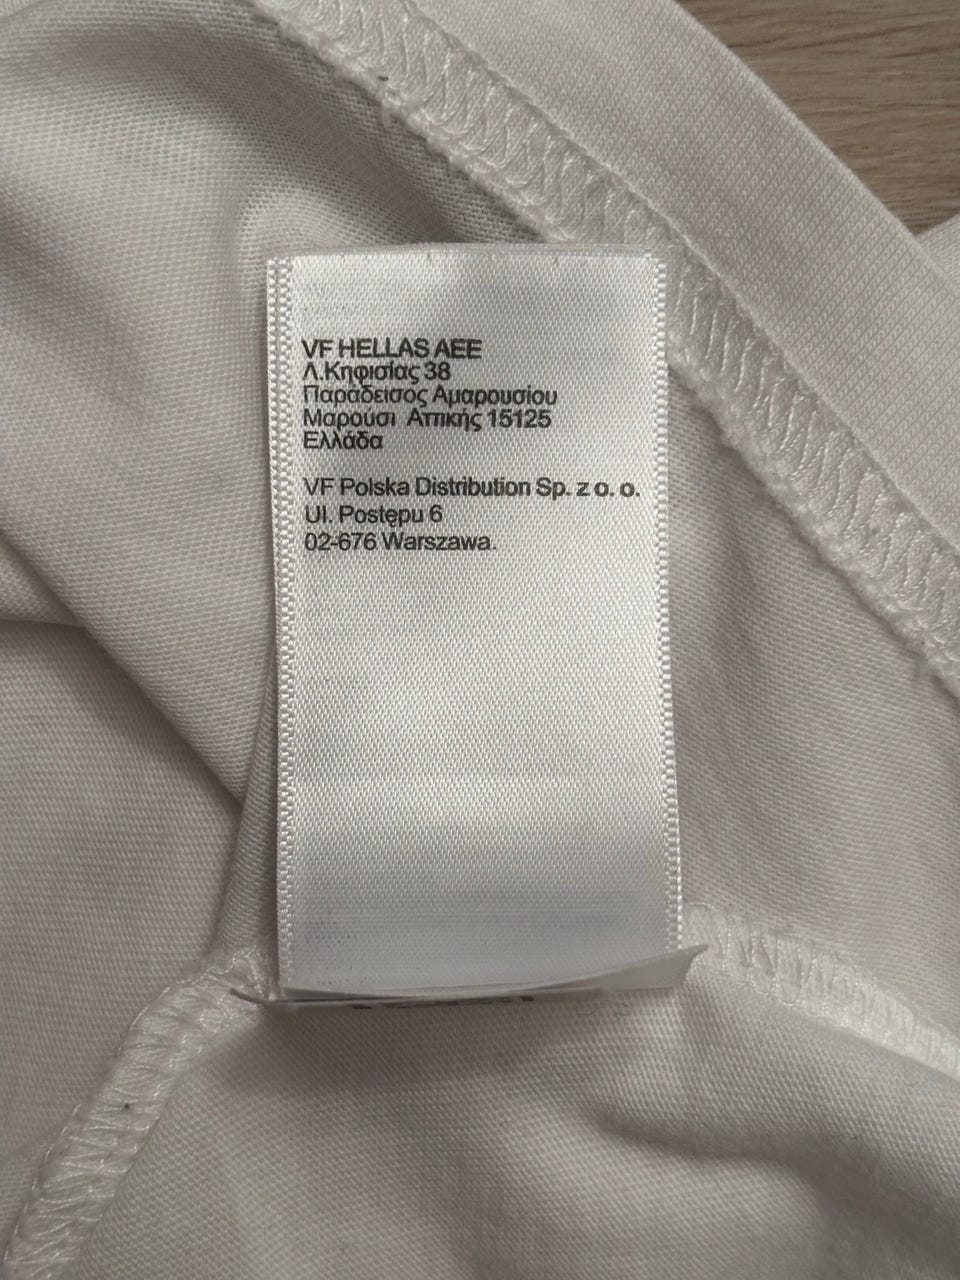 VF HELLAS AEE
Λ.Κηφισίας 38
Παράδεισος Αμαρουσίου
Μαρούσι Αττικής 15125
Ελλάδα
VF Polska Distribution Sp. z o. o.
Ul. Postępu 6
02-676 Warszawa.